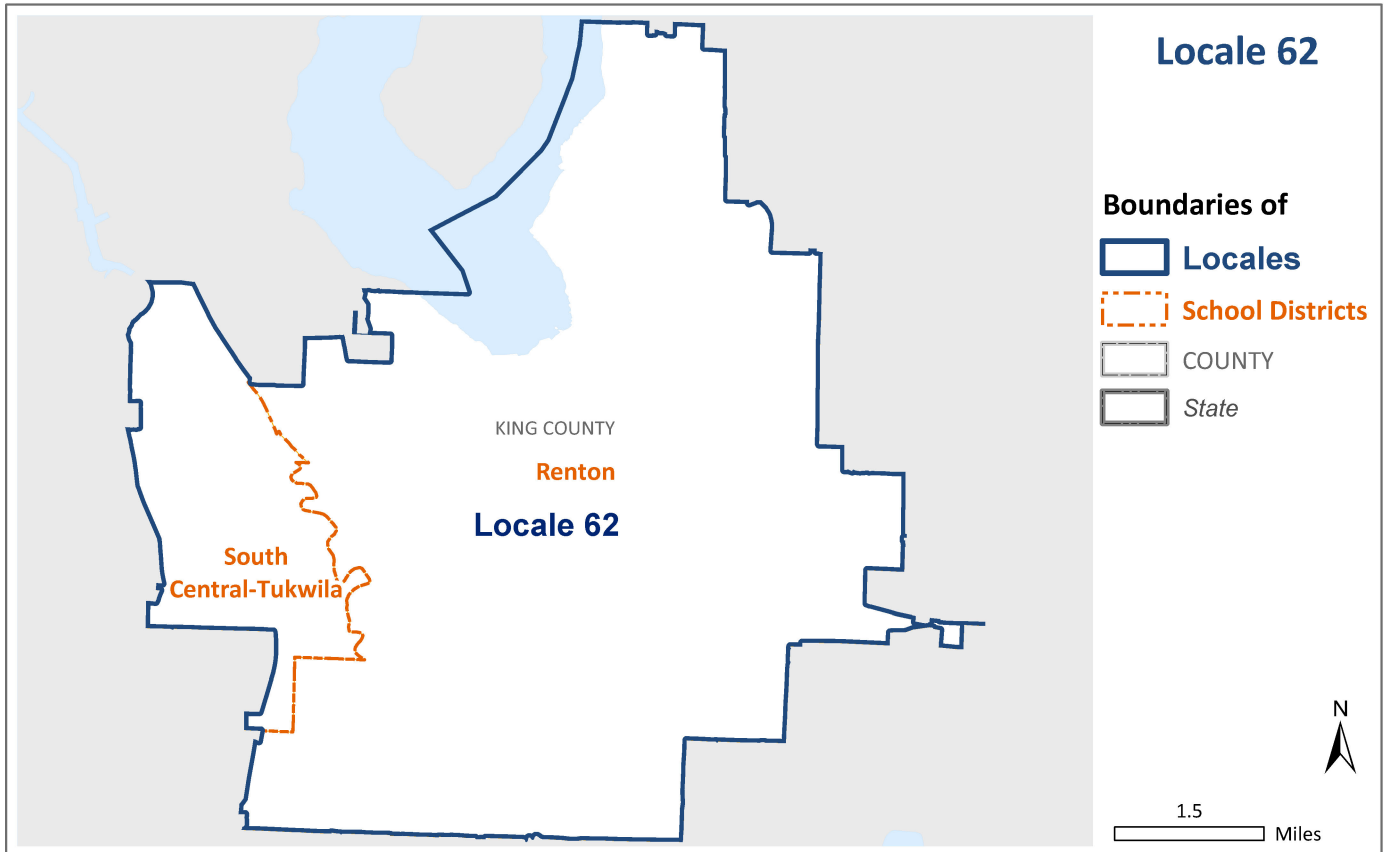 Locale 62
Boundaries of
Locales
School Districts
COUNTY
State
KING COUNTY
Renton
Locale 62
South
Central-Tukwila
N
1.5
Miles